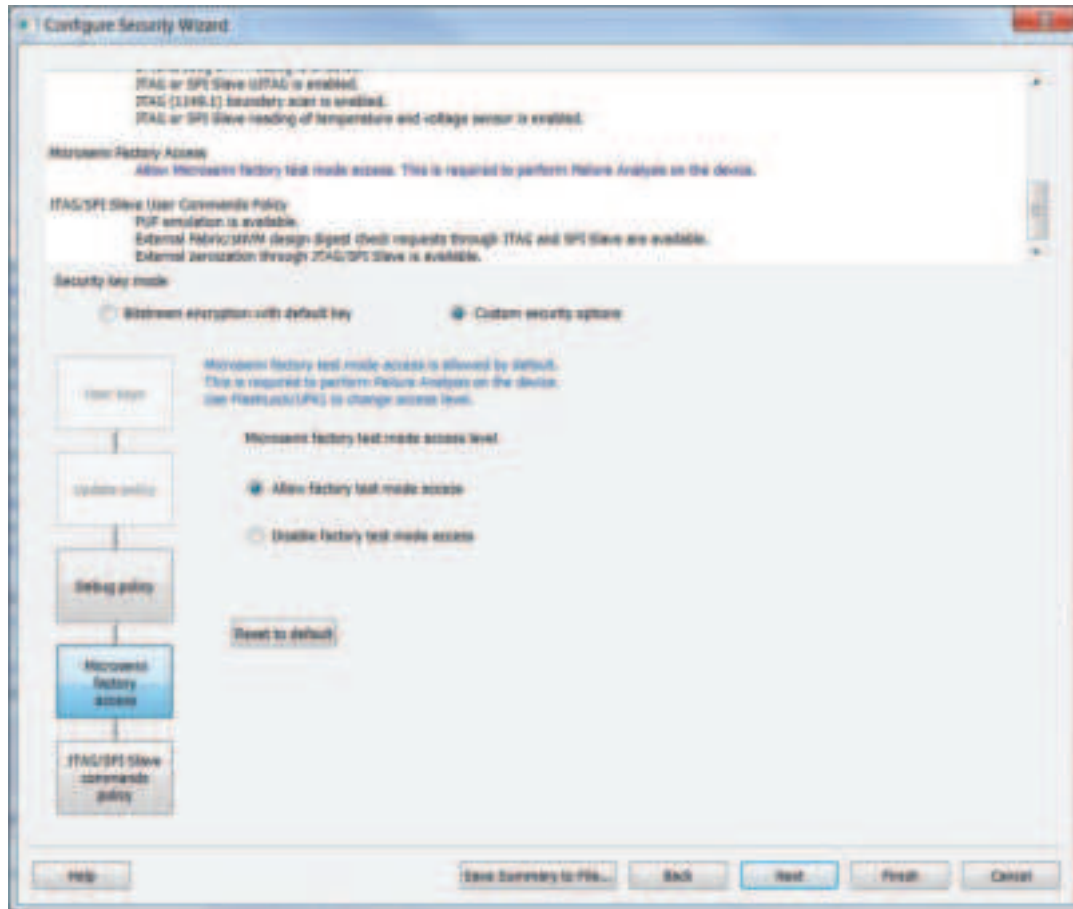 Configure Security Wizard
JTAG or SPI Slave UJTAG is enabled.
JTAG (1149.1) boundary scan is enabled.
JTAG or SPI Slave reading of temperature and voltage sensor is enabled.
Microsemi Factory Access
Allow Microsemi factory test mode access. This is required to perform Failure Analysis on the device.
JTAG/SPI Slave User Commands Policy
PUF emulation is available.
External Fabric/sNVM design digest check requests through JTAG and SPI Slave are available.
External zeroization through JTAG/SPI Slave is available.
Security key mode
Bitstream encryption with default key
Custom security options
Microsemi factory test mode access is allowed by default.
This is required to perform Failure Analysis on the device.
Use FlashLock/UPK1 to change access level.
User keys
Microsemi factory test mode access level
Update policy
Allow factory test mode access
Disable factory test mode access
Debug policy
Reset to default
Microsemi
factory
access
JTAG/SPI Slave
commands
policy
Help
Save Summary to File...
Back
Next
Finish
Cancel